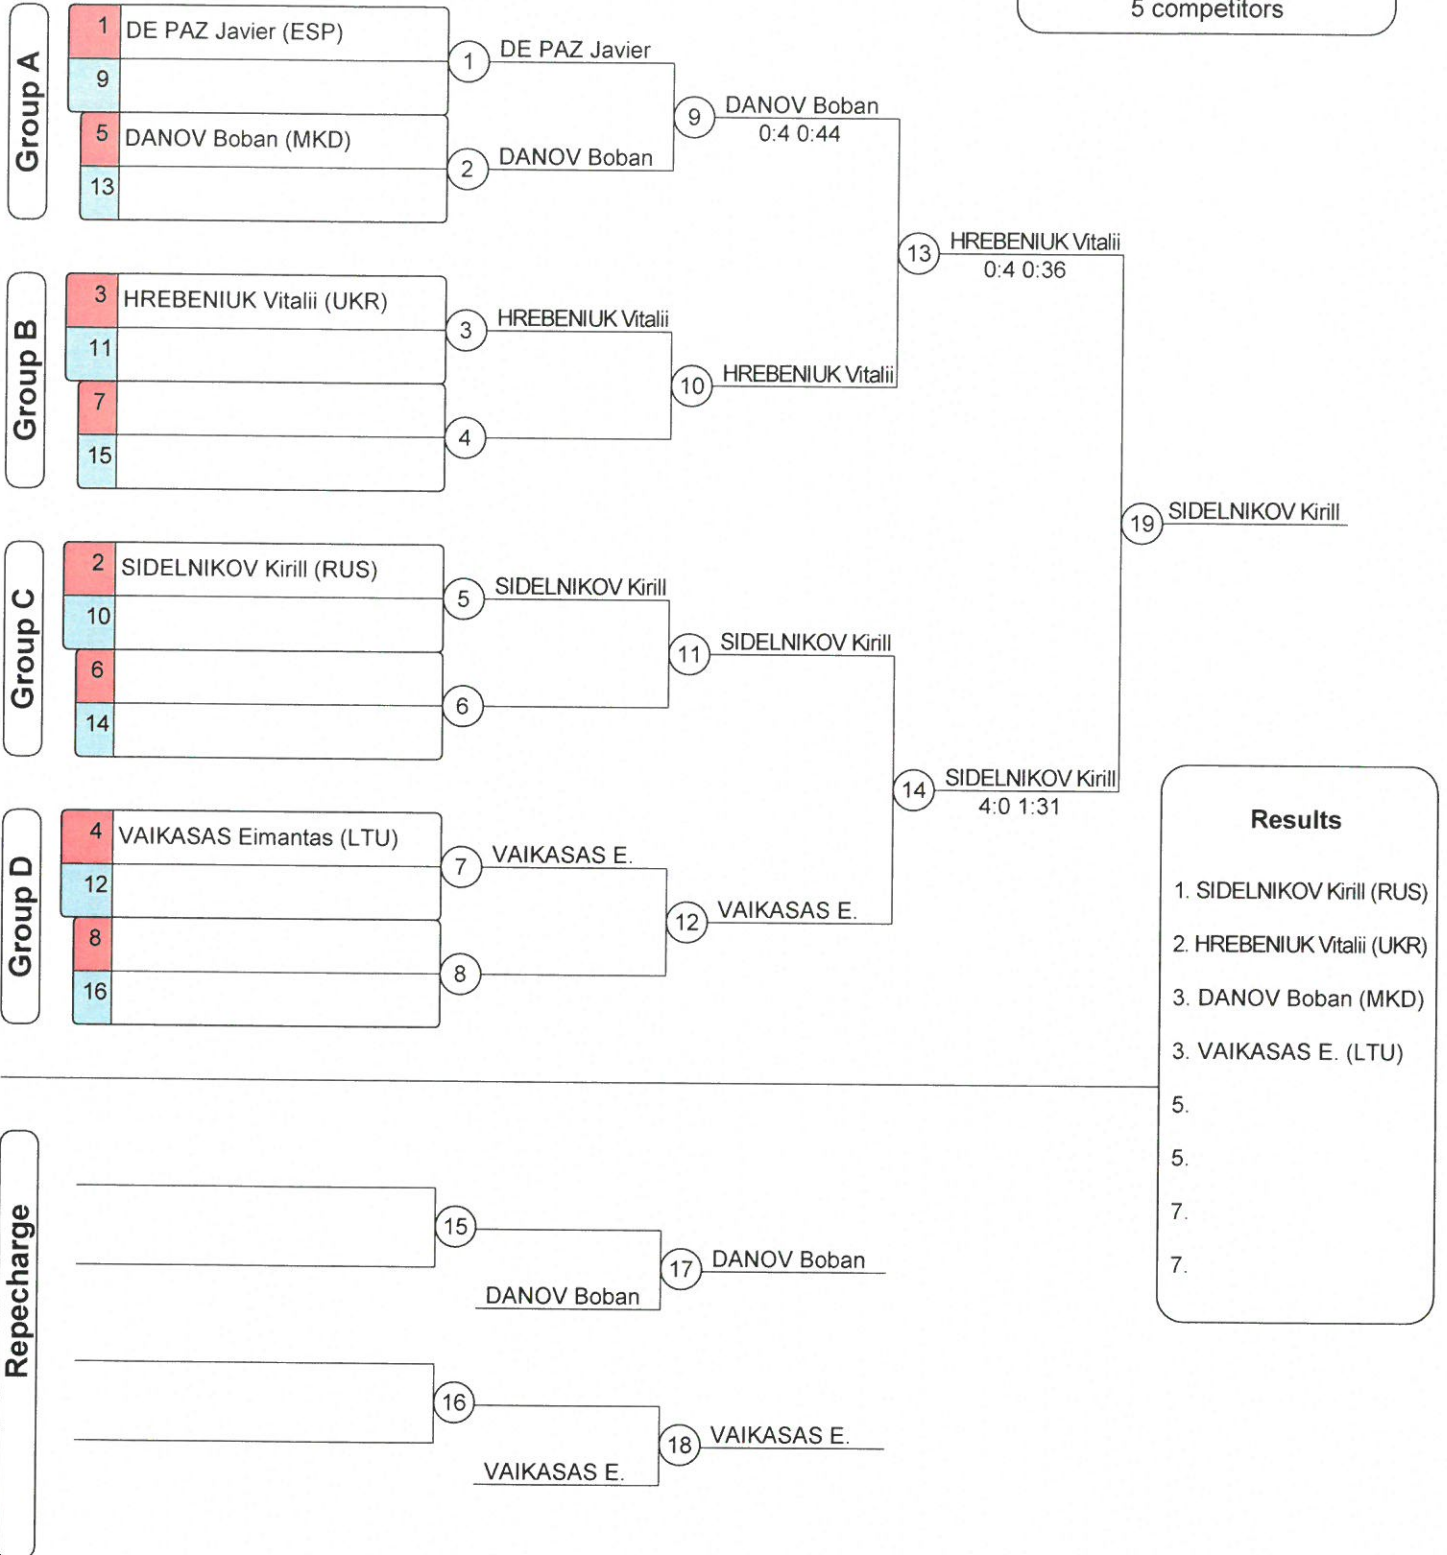 5 competitors
Group A
1 DE PAZ Javier (ESP)
9
5 DANOV Boban (MKD)
13
1 DE PAZ Javier
2 DANOV Boban
9 DANOV Boban
0:4 0:44
Group B
3 HREBENIUK Vitalii (UKR)
11
7
15
3 HREBENIUK Vitalii
4
10 HREBENIUK Vitalii
13 HREBENIUK Vitalii
0:4 0:36
Group C
2 SIDELNIKOV Kirill (RUS)
10
6
14
5 SIDELNIKOV Kirill
6
11 SIDELNIKOV Kirill
Group D
4 VAIKASAS Eimantas (LTU)
12
8
16
7 VAIKASAS E.
8
12 VAIKASAS E.
14 SIDELNIKOV Kirill
4:0 1:31
19 SIDELNIKOV Kirill
Results
1. SIDELNIKOV Kirill (RUS)
2. HREBENIUK Vitalii (UKR)
3. DANOV Boban (MKD)
3. VAIKASAS E. (LTU)
5.
5.
7.
7.
Repecharge
15
DANOV Boban
17 DANOV Boban
16
VAIKASAS E.
18 VAIKASAS E.